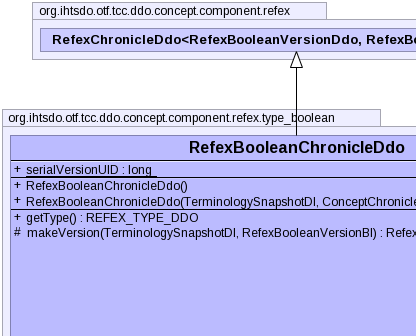 org.ihtsdo.otf.tcc.ddo.concept.component.refex
RefexChronicleDdo<RefexBooleanVersionDdo, RefexBo
org.ihtsdo.otf.tcc.ddo.concept.component.refex.type_boolean
RefexBooleanChronicleDdo
+ serialVersionUID : long
+ RefexBooleanChronicleDdo()
+ RefexBooleanChronicleDdo(TerminologySnapshotDI, ConceptChronicle
+ getType() : REFEX_TYPE_DDO
# makeVersion(TerminologySnapshotDI, RefexBooleanVersionBI) : Refex